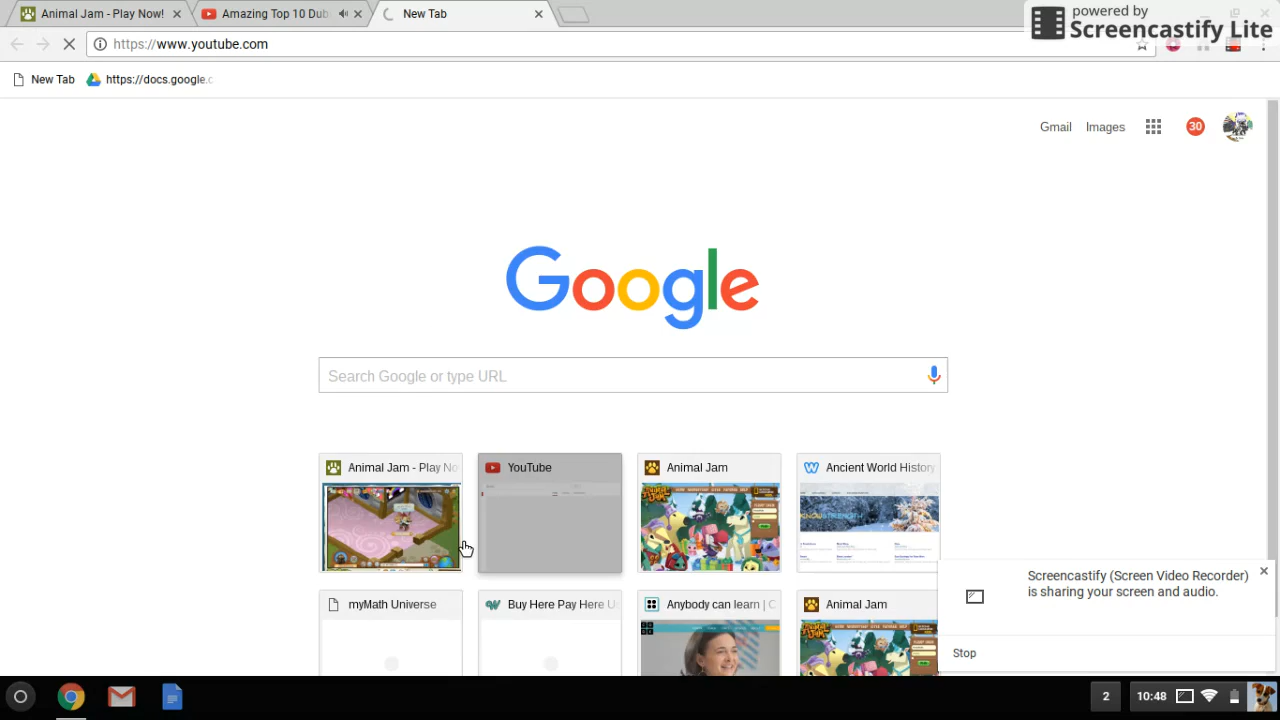 Animal Jam - Play Now!
Amazing Top 10 Dub
New Tab
powered by
Screencastify Lite
https://www.youtube.com
New Tab
https://docs.google.c
Gmail
Images
30
Google
Search Google or type URL
Animal Jam - Play No
YouTube
Animal Jam
Ancient World History
Screencastify (Screen Video Recorder)
is sharing your screen and audio.
myMath Universe
Buy Here Pay Here U
Anybody can learn | C
Animal Jam
Stop
2
10:48